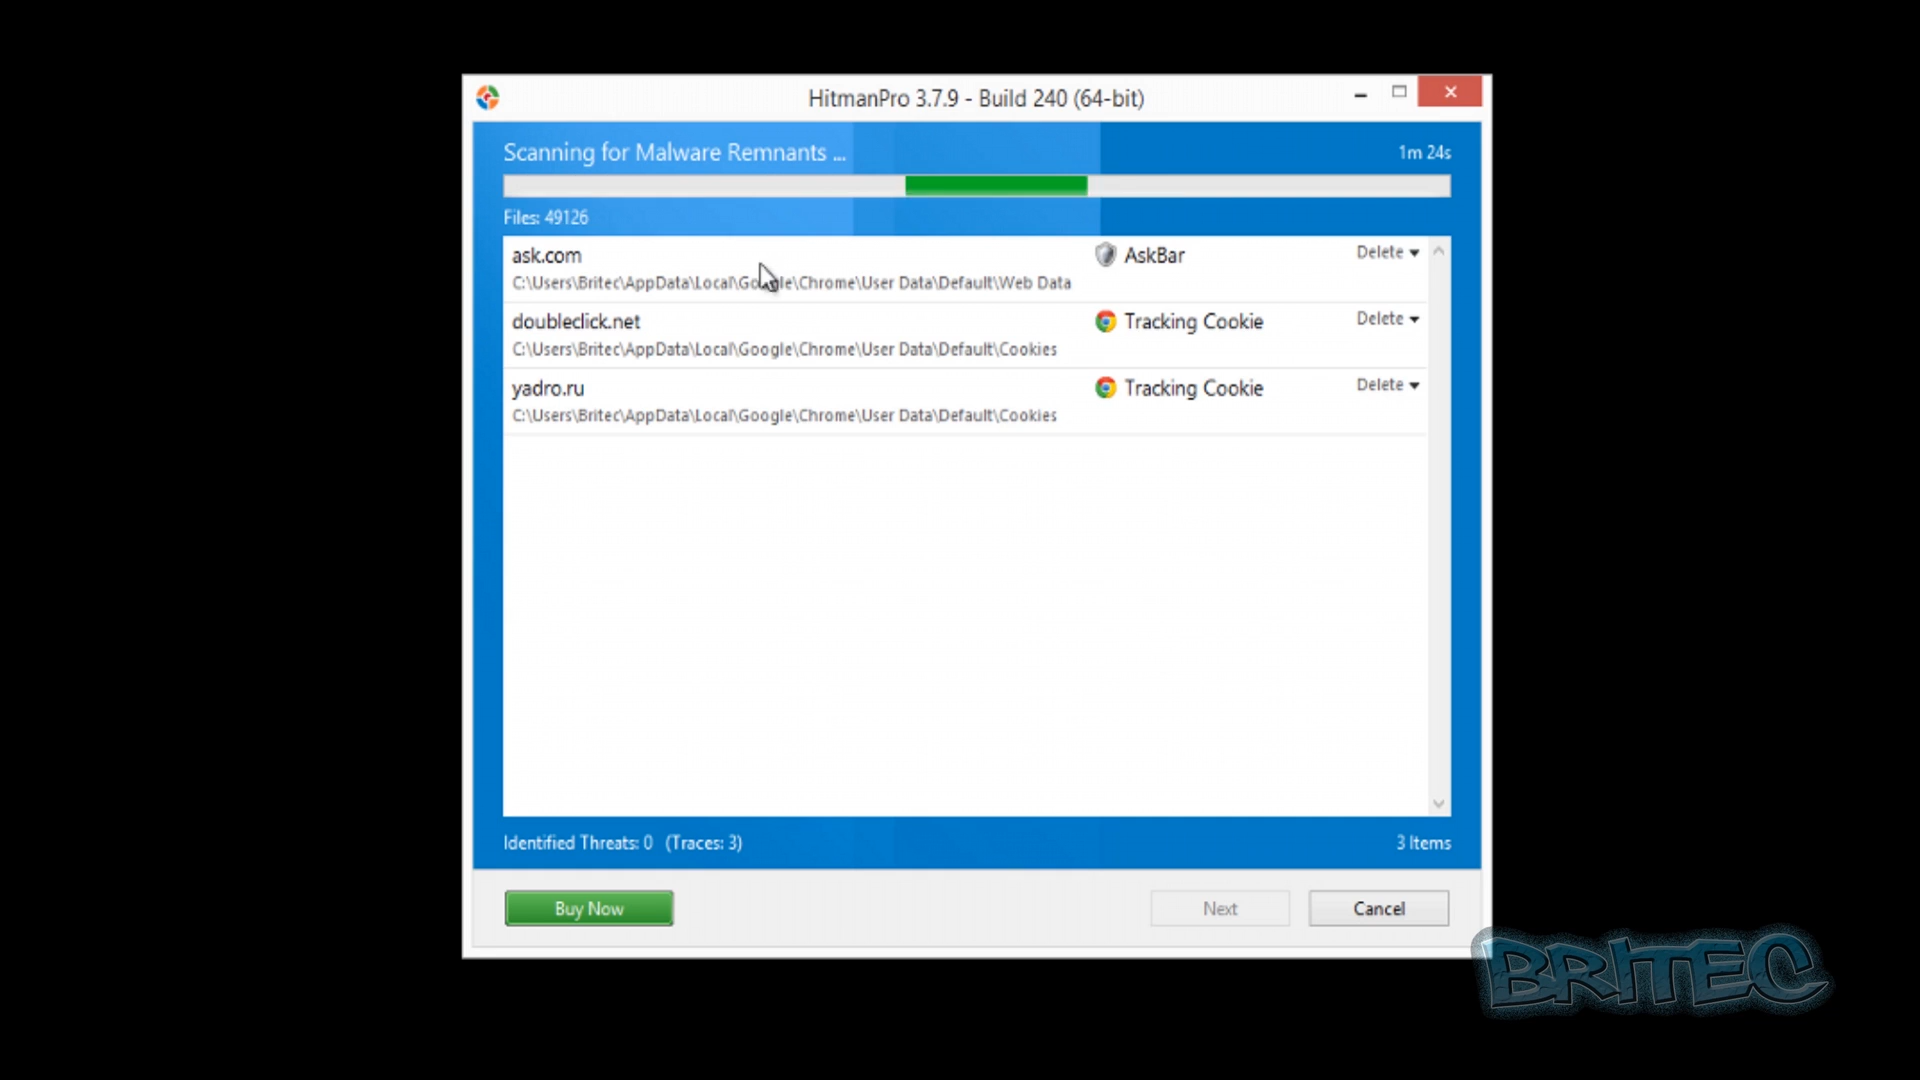 HitmanPro 3.7.9 - Build 240 (64-bit)
Scanning for Malware Remnants ...
1m 24s
Files: 49126
ask.com
AskBar
Delete
C:\Users\Britec\AppData\Local\Google\Chrome\User Data\Default\Web Data
doubleclick.net
Tracking Cookie
Delete
C:\Users\Britec\AppData\Local\Google\Chrome\User Data\Default\Cookies
yadro.ru
Tracking Cookie
Delete
C:\Users\Britec\AppData\Local\Google\Chrome\User Data\Default\Cookies
Identified Threats: 0 (Traces: 3)
3 Items
Buy Now
Next
Cancel
BRITEC